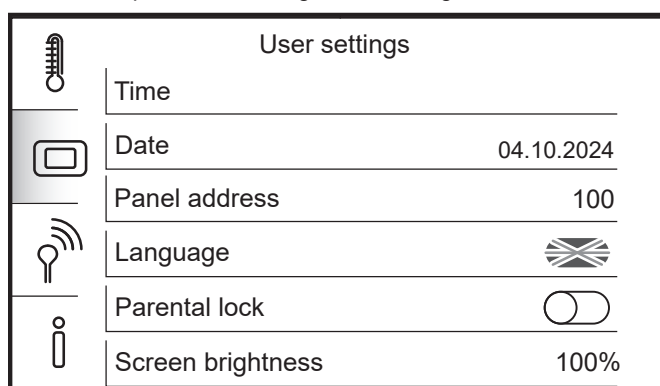 User settings
Time
Date 04.10.2024
Panel address 100
Language
Parental lock
Screen brightness 100%